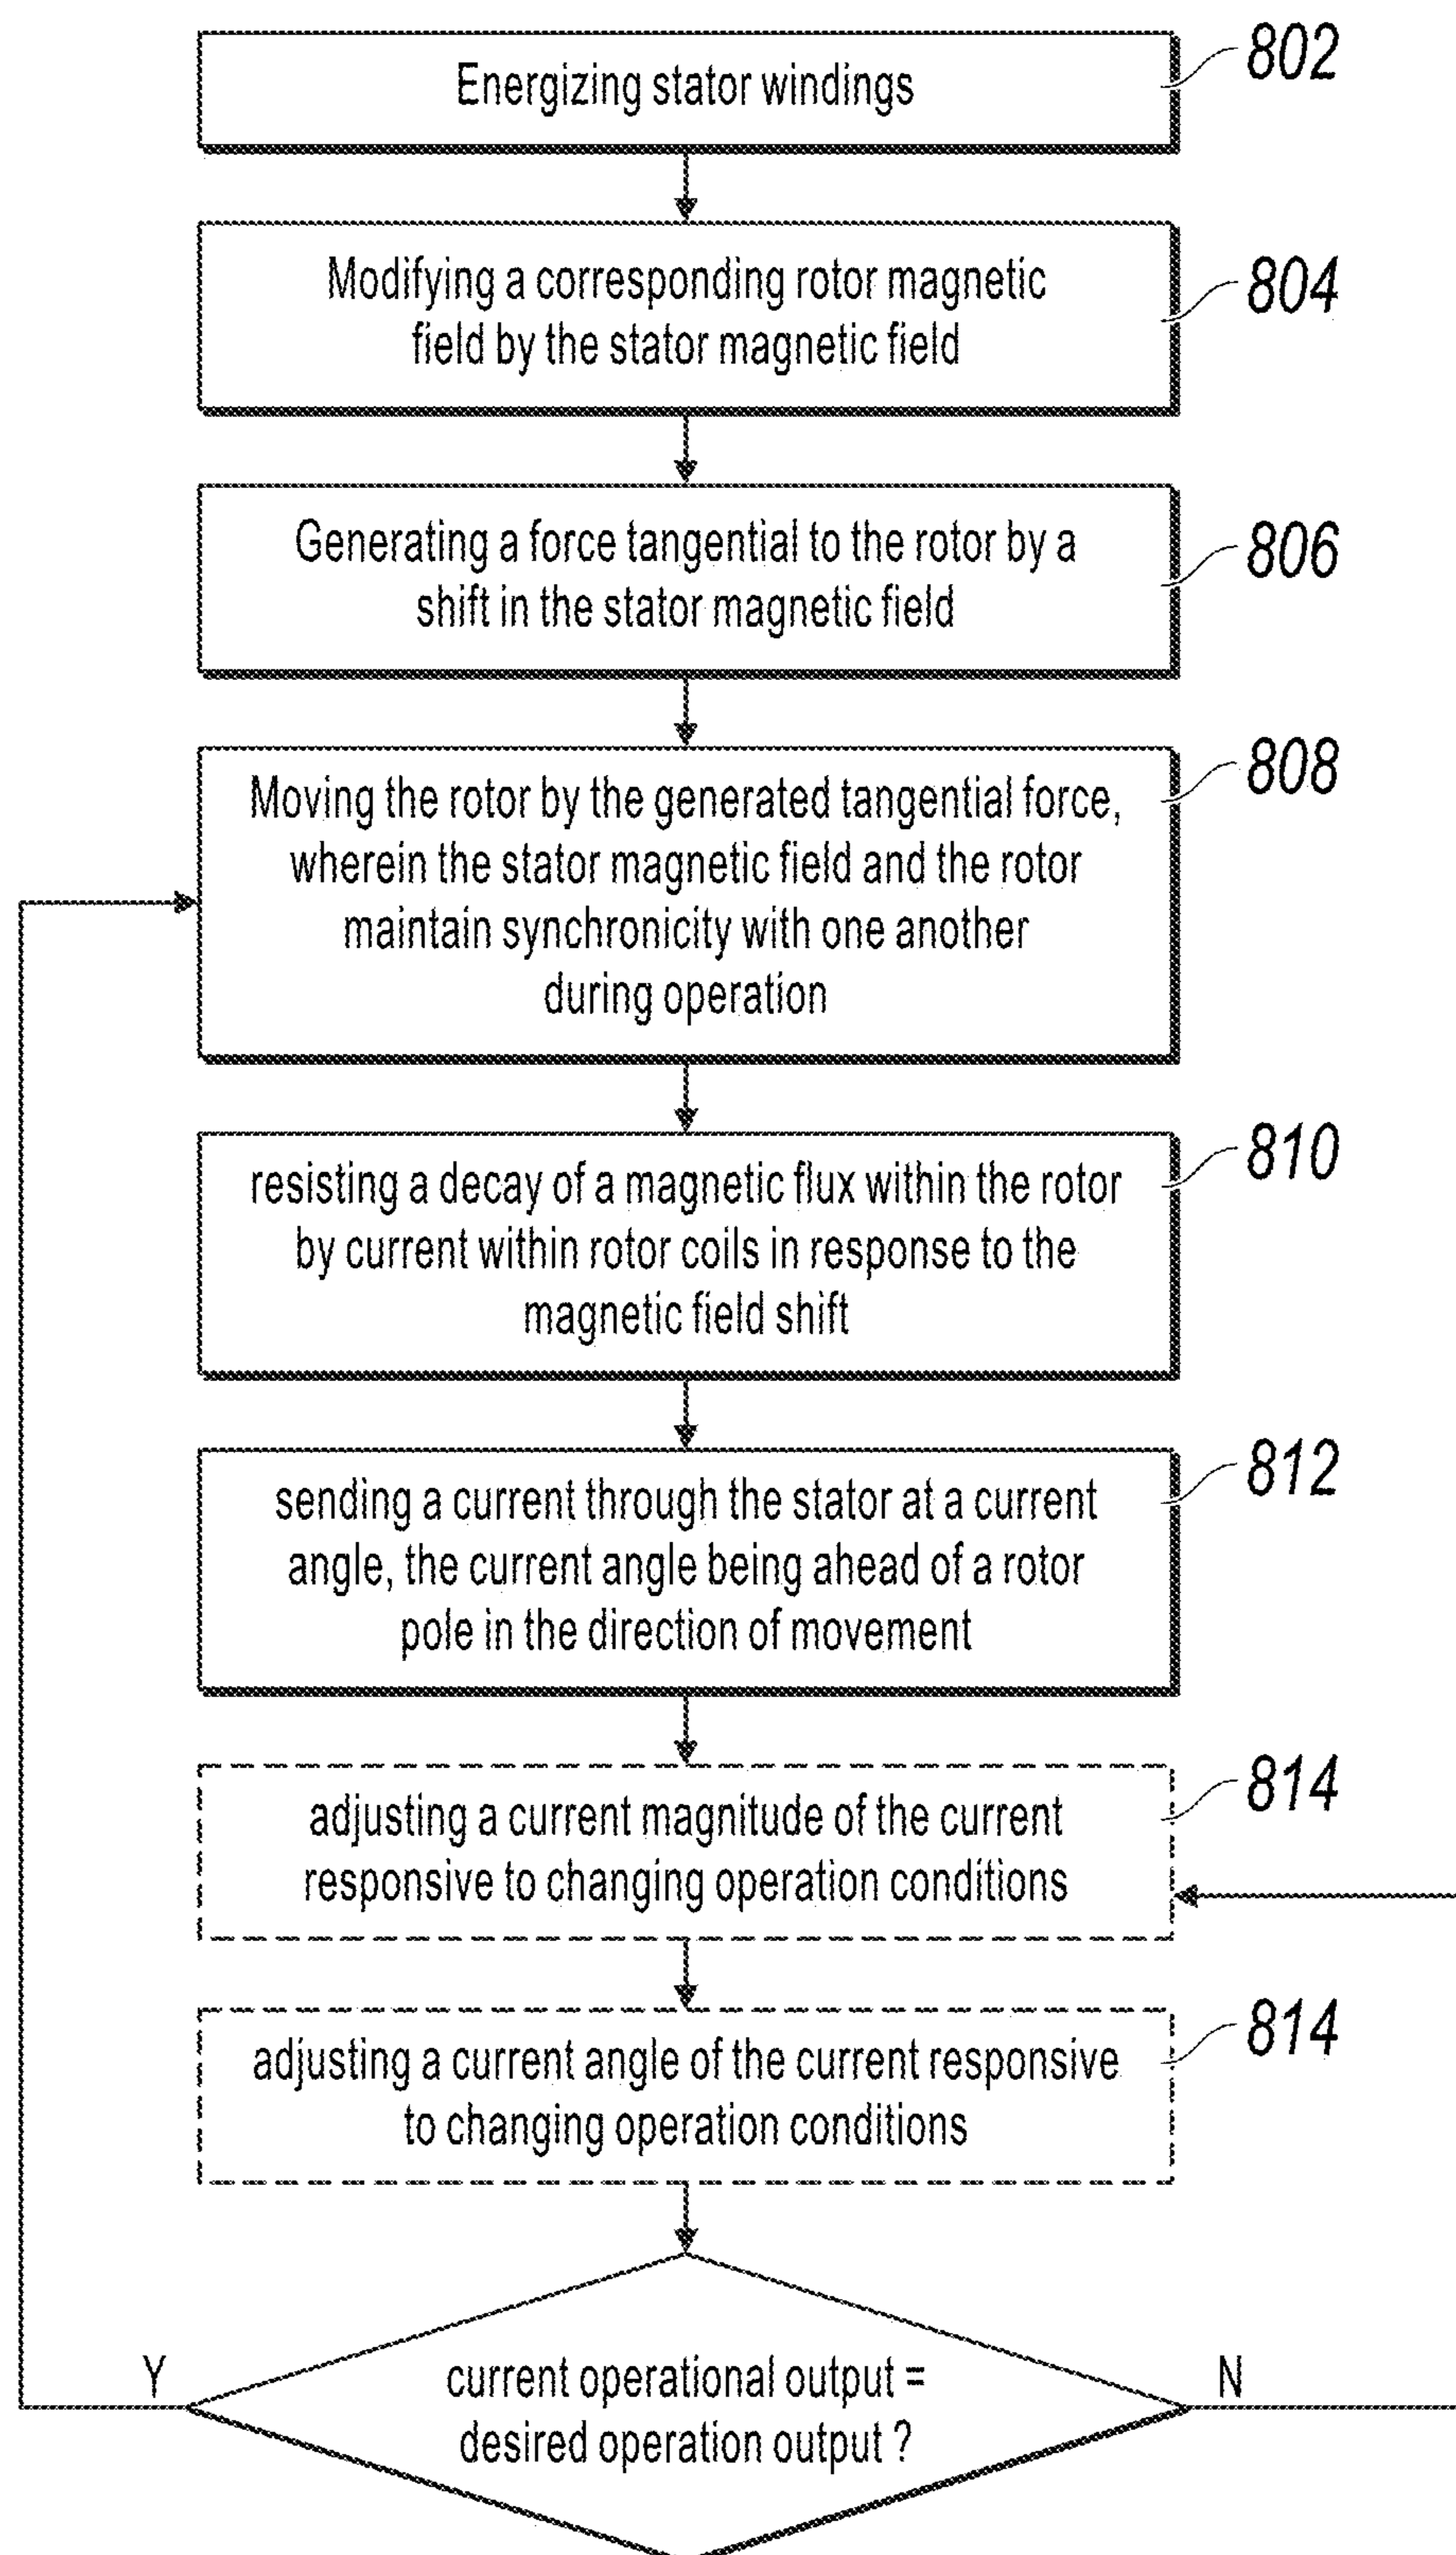 Energizing stator windings
802
Modifying a corresponding rotor magnetic
field by the stator magnetic field
804
Generating a force tangential to the rotor by a
shift in the stator magnetic field
806
Moving the rotor by the generated tangential force,
wherein the stator magnetic field and the rotor
maintain synchronicity with one another
during operation
808
resisting a decay of a magnetic flux within the rotor
by current within rotor coils in response to the
magnetic field shift
810
sending a current through the stator at a current
angle, the current angle being ahead of a rotor
pole in the direction of movement
812
adjusting a current magnitude of the current
responsive to changing operation conditions
814
adjusting a current angle of the current responsive
to changing operation conditions
814
Y
current operational output =
desired operation output ?
N